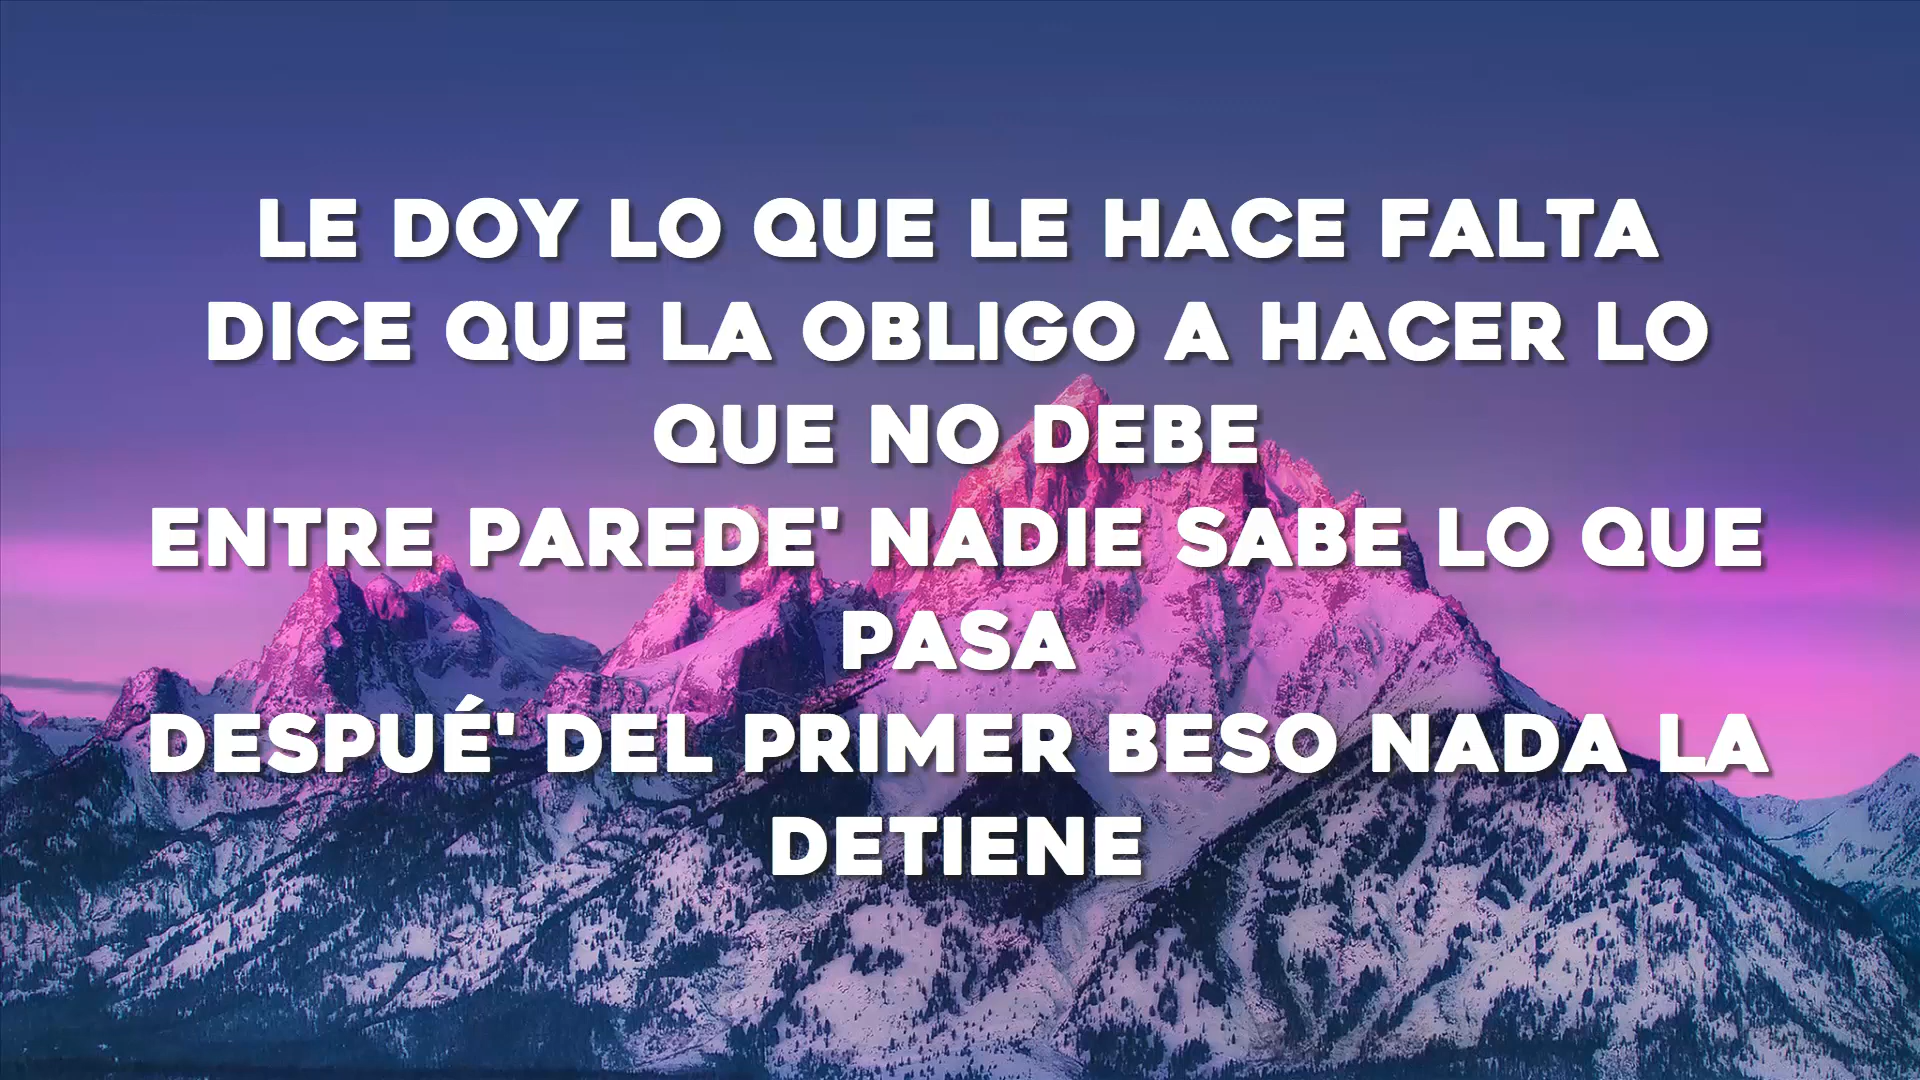 LE DOY LO QUE LE HACE FALTA
DICE QUE LA OBLIGO A HACER LO
QUE NO DEBE
ENTRE PAREDE' NADIE SABE LO QUE
PASA
DESPUÉ' DEL PRIMER BESO NADA LA
DETIENE